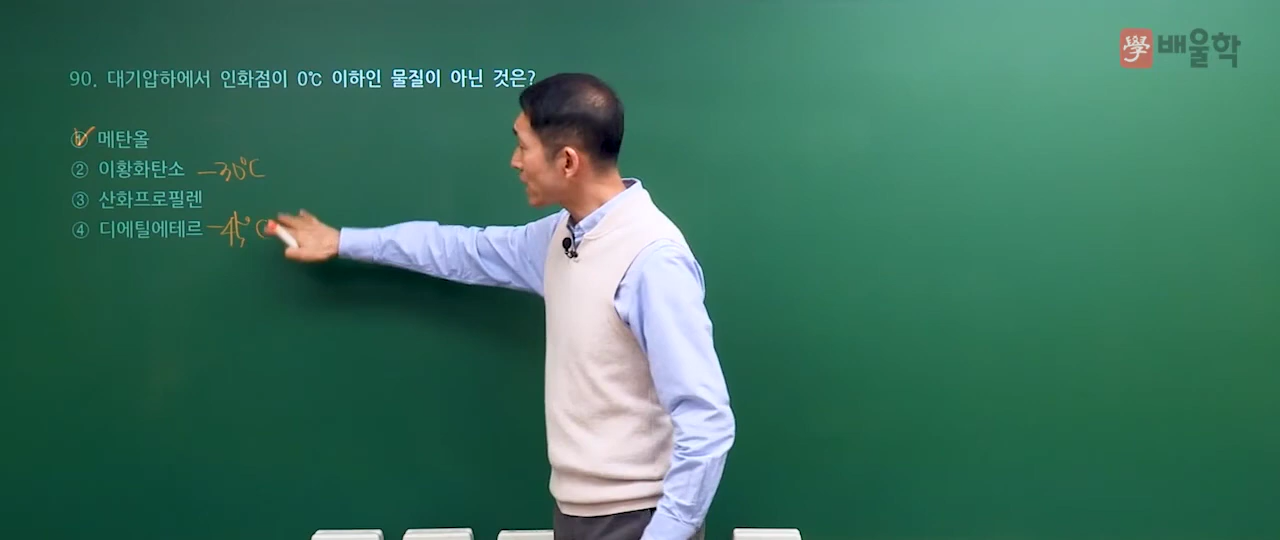 學 배울학
90. 대기압하에서 인화점이 0℃ 이하인 물질이 아닌 것은?
① 메탄올
② 이황화탄소 -30°C
③ 산화프로필렌
④ 디에틸에테르 -45°C